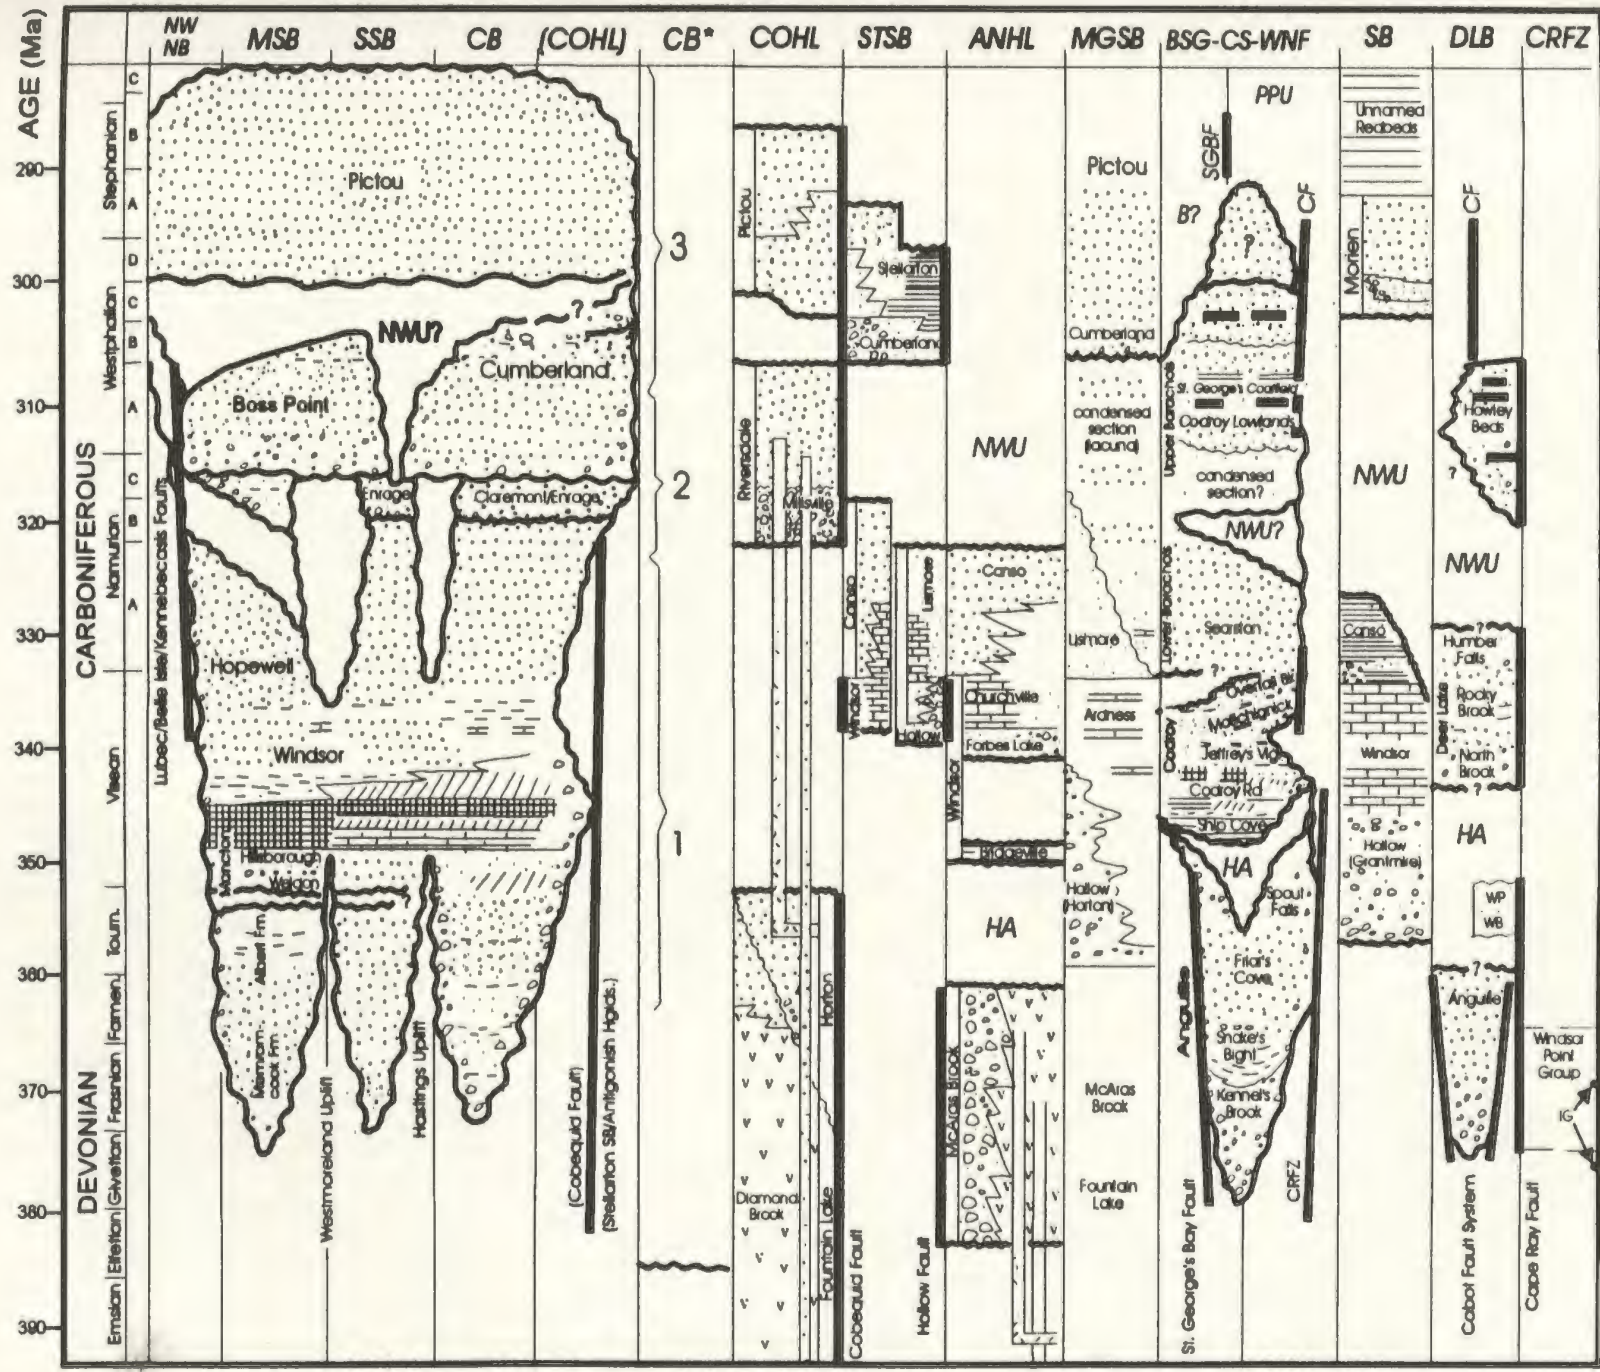 AGE (Ma)
NW
NB
MSB
SSB
CB
(COHL)
CB*
COHL
STSB
ANHL
MGSB
BSG-CS-WNF
SB
DLB
CRFZ
290
300
310
320
330
340
350
360
370
380
390
CARBONIFEROUS
DEVONIAN
Stephanian
Westphalian
Namurian
Visean
Tourn.
Famen.
Frasnian
Givetian
Eifelian
Emsian
C
B
A
D
C
B
A
C
B
A
Lubec/Belle Isle/Kennebecasis Faults
Pictou
NWU?
?
Boss Point
Cumberland
Enrage
Claremont/Enrage
Hopewell
Windsor
Moncton
Hillsborough
Weldon
Albert Fm
Memram-
cook Fm
Westmoreland Uplift
Hastings Uplift
(Cobequid Fault)
(Stellarton SB/Antigonish Hglds.)
3
2
1
Pictou
Riversdale
Millsville
?
Horton
Diamond
Brook
Fountain Lake
Cobequid Fault
Stellarton
Cumberland
Canso
Lismore
Windsor
Hollow
Hollow Fault
NWU
Canso
Churchville
Forbes Lake
Windsor
Bridgeville
HA
McAras Brook
Pictou
Cumberland
condensed
section
(lacuna)
Lismore
Ardness
Hollow
(Horton)
McAras
Brook
Fountain
Lake
PPU
SGBF
B?
?
CF
Upper Barachois
St. George's Coalfield
Codroy Lowlands
condensed
section?
NWU?
Lower Barachois
Searston
?
Codroy
Overfall Bk
Mollichignick
Jeffrey's Vlg
Codroy Rd
Ship Cove
HA
Spout
Falls
Friar's
Cove
Anguille
Snake's
Bight
Kennel's
Brook
St. George's Bay Fault
CRFZ
Unnamed
Redbeds
Morien
NWU
Canso
Windsor
Hollow
(Grantmire)
CF
Howley
Beds
?
NWU
?
Humber
Falls
Deer Lake
Rocky
Brook
North
Brook
?
HA
WP
WB
?
Anguille
Cabot Fault System
Windsor
Point
Group
IG
Cape Ray Fault